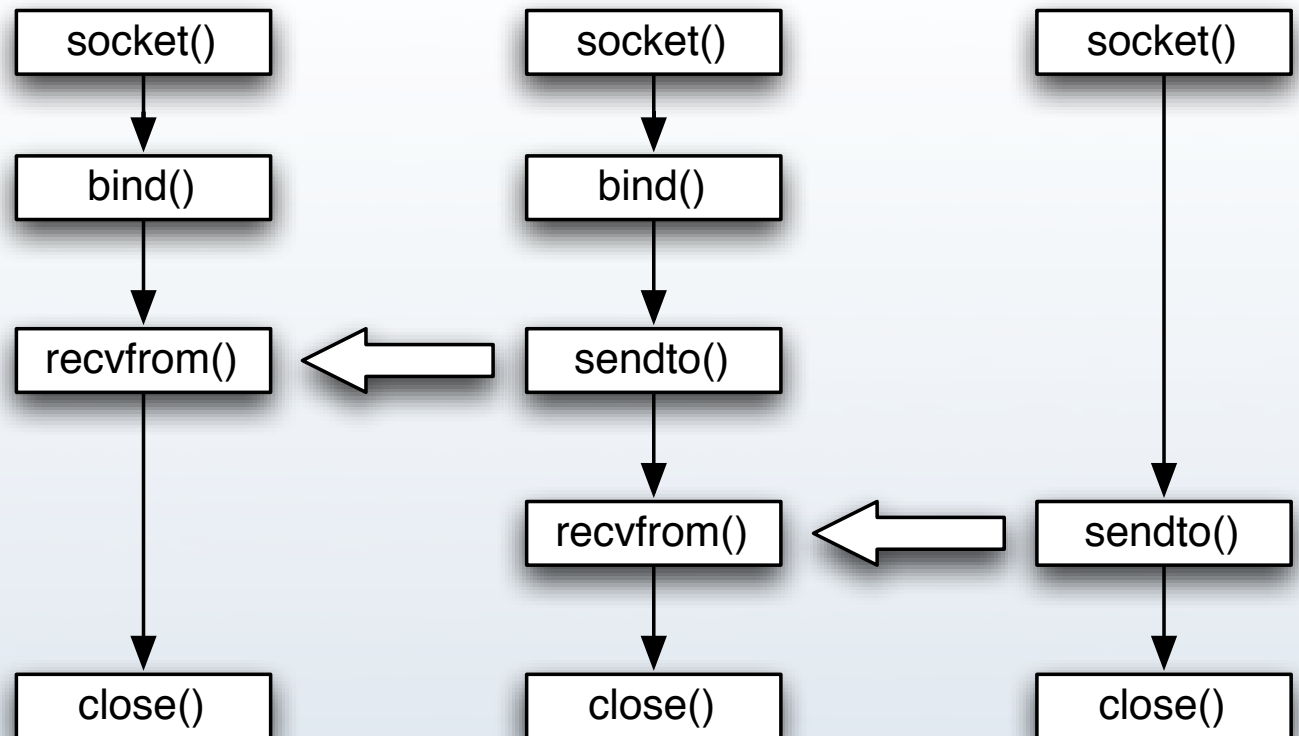 socket()
socket()
socket()
bind()
bind()
recvfrom()
sendto()
recvfrom()
sendto()
close()
close()
close()